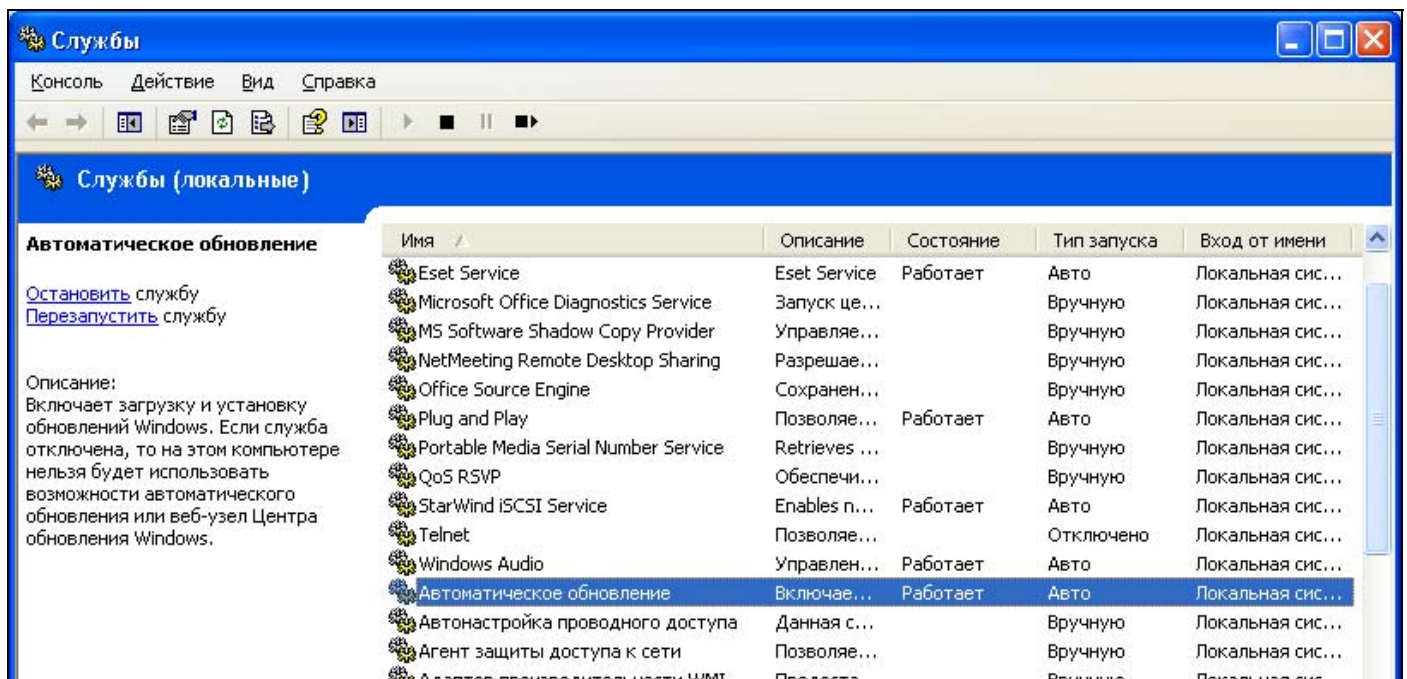 Службы
Консоль Действие Вид Справка
Службы (локальные)
Автоматическое обновление
Остановить службу
Перезапустить службу
Описание:
Включает загрузку и установку
обновлений Windows. Если служба
отключена, то на этом компьютере
нельзя будет использовать
возможности автоматического
обновления или веб-узел Центра
обновления Windows.
Имя Описание Состояние Тип запуска Вход от имени
Eset Service Eset Service Работает Авто Локальная сис...
Microsoft Office Diagnostics Service Запуск це... Вручную Локальная сис...
MS Software Shadow Copy Provider Управляе... Вручную Локальная сис...
NetMeeting Remote Desktop Sharing Разрешае... Вручную Локальная сис...
Office Source Engine Сохранен... Вручную Локальная сис...
Plug and Play Позволяе... Работает Авто Локальная сис...
Portable Media Serial Number Service Retrieves ... Вручную Локальная сис...
QoS RSVP Обеспечи... Вручную Локальная сис...
StarWind iSCSI Service Enables n... Работает Авто Локальная сис...
Telnet Позволяе... Отключено Локальная сис...
Windows Audio Управлен... Работает Авто Локальная сис...
Автоматическое обновление Включае... Работает Авто Локальная сис...
Автонастройка проводного доступа Данная с... Вручную Локальная сис...
Агент защиты доступа к сети Позволяе... Вручную Локальная сис...